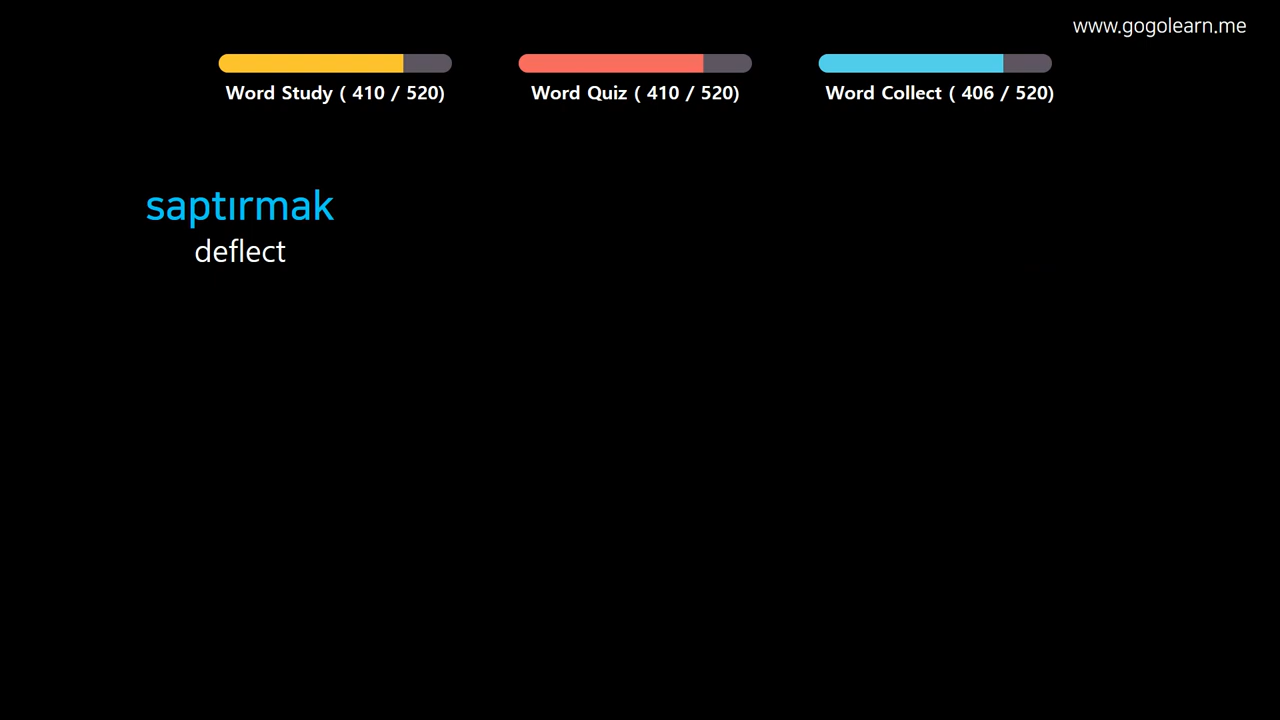 www.gogolearn.me
Word Study ( 410 / 520)
Word Quiz ( 410 / 520)
Word Collect ( 406 / 520)
saptırmak
deflect